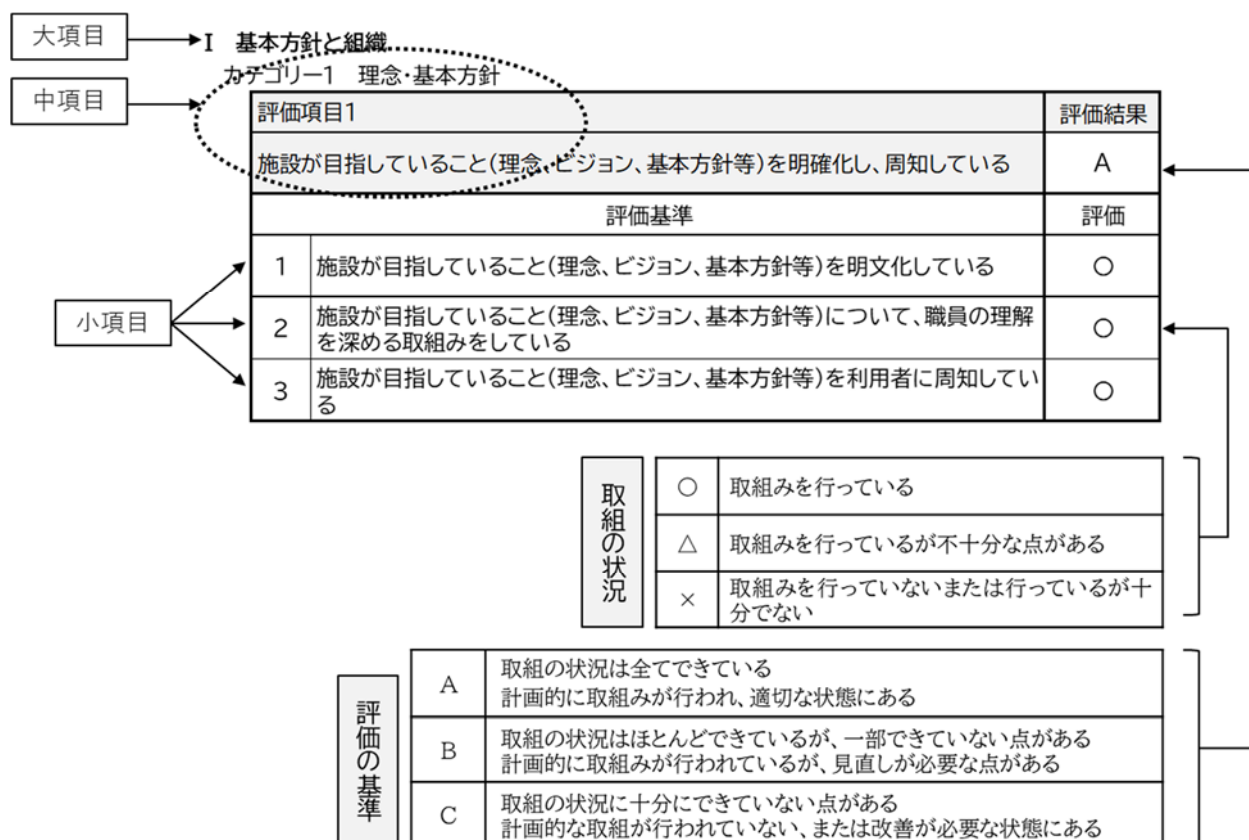 大項目
I 基本方針と組織
カテゴリー1 理念・基本方針
中項目
評価項目1
評価結果
施設が目指していること(理念、ビジョン、基本方針等)を明確化し、周知している
A
評価基準
評価
小項目
1
施設が目指していること(理念、ビジョン、基本方針等)を明文化している
○
2
施設が目指していること(理念、ビジョン、基本方針等)について、職員の理解
を深める取組みをしている
○
3
施設が目指していること(理念、ビジョン、基本方針等)を利用者に周知してい
る
○
取組の状況
○
取組みを行っている
△
取組みを行っているが不十分な点がある
×
取組みを行っていないまたは行っているが十
分でない
評価の基準
A
取組の状況は全てできている
計画的に取組みが行われ、適切な状態にある
B
取組の状況はほとんどできているが、一部できていない点がある
計画的に取組みが行われているが、見直しが必要な点がある
C
取組の状況に十分にできていない点がある
計画的な取組が行われていない、または改善が必要な状態にある